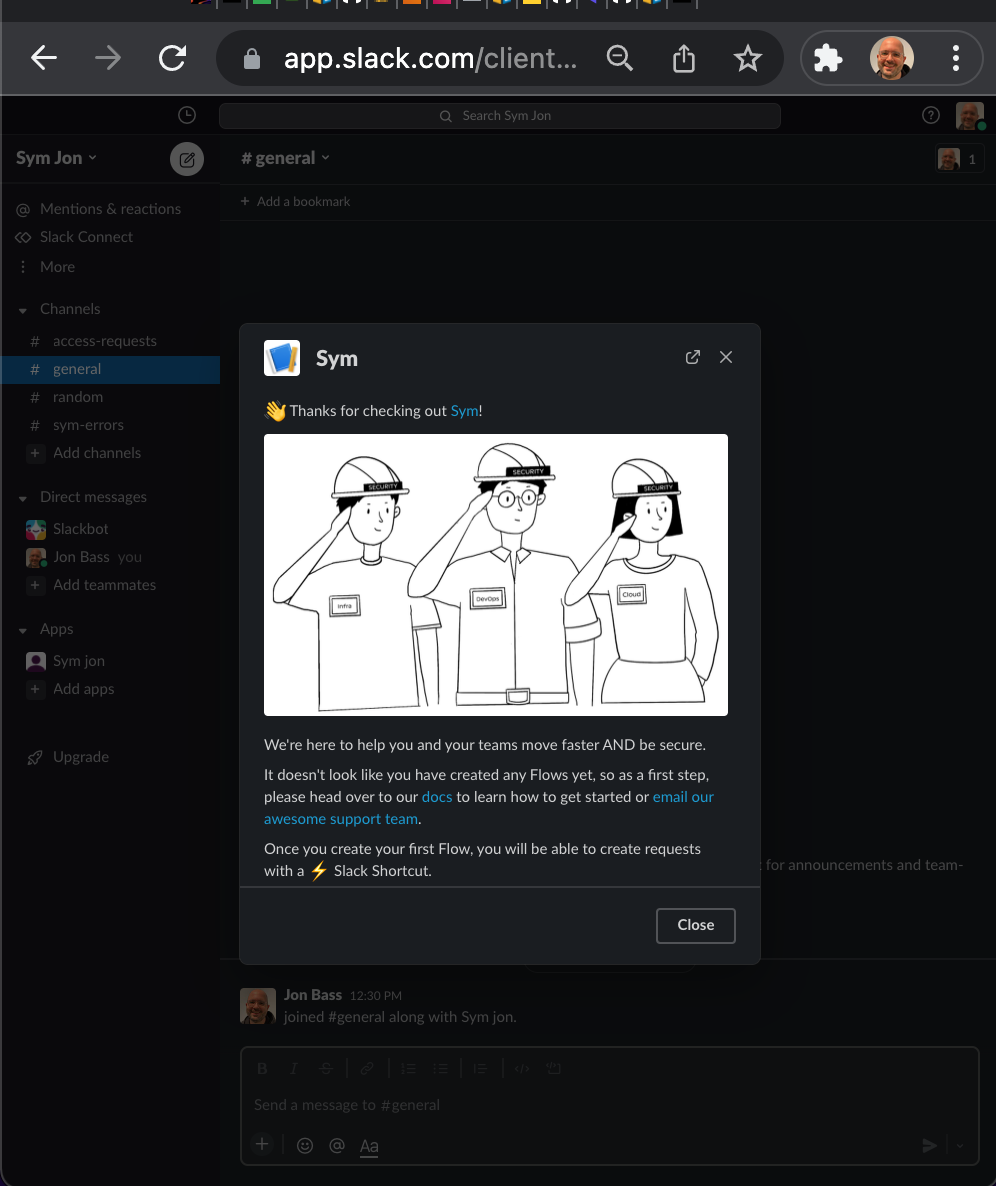 app.slack.com/client...
Search Sym Jon
Sym Jon
# general
1
+ Add a bookmark
Mentions & reactions
Slack Connect
More
Channels
# access-requests
# general
# random
# sym-errors
+ Add channels
Direct messages
Slackbot
Jon Bass you
+ Add teammates
Apps
Sym jon
+ Add apps
Upgrade
Sym
👋 Thanks for checking out Sym!
SECURITY
SECURITY
SECURITY
Infra
DevOps
Cloud
We're here to help you and your teams move faster AND be secure.
It doesn't look like you have created any Flows yet, so as a first step,
please head over to our docs to learn how to get started or email our
awesome support team.
Once you create your first Flow, you will be able to create requests
with a ⚡ Slack Shortcut.
for announcements and team-
Close
Jon Bass 12:30 PM
joined #general along with Sym jon.
B I S
Send a message to #general
+ @ Aa